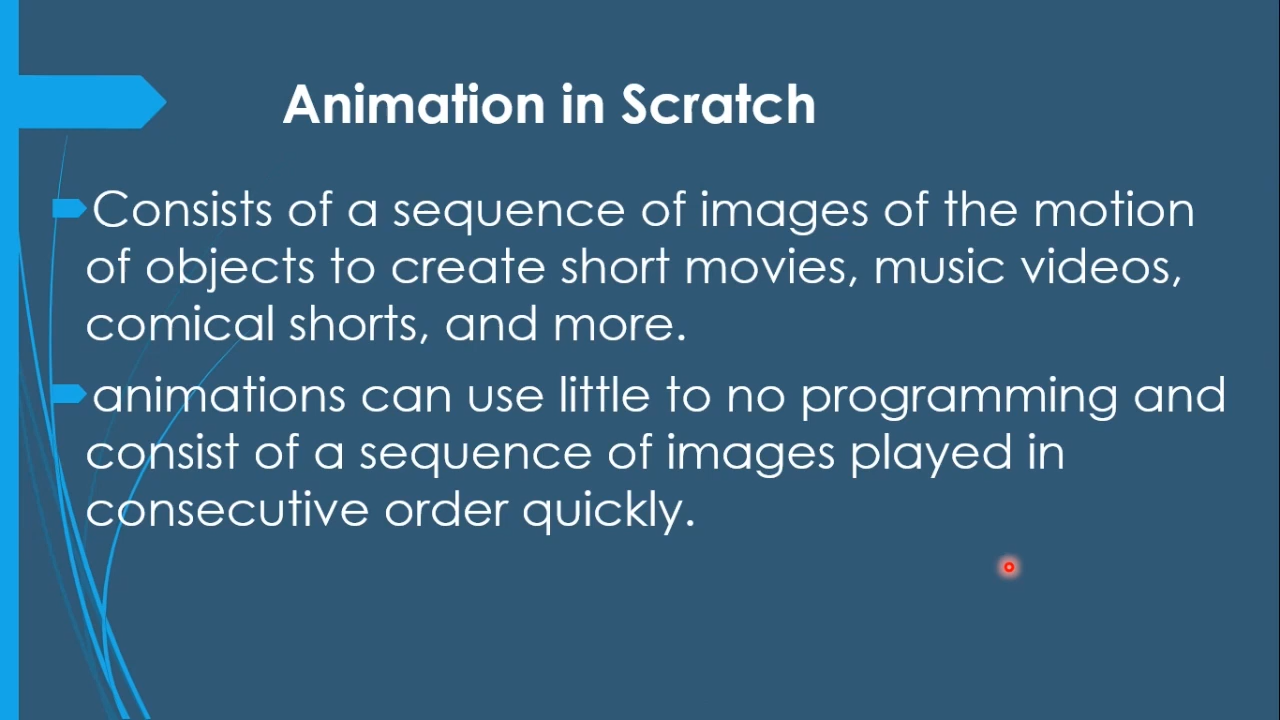 Animation in Scratch
Consists of a sequence of images of the motion
of objects to create short movies, music videos,
comical shorts, and more.
animations can use little to no programming and
consist of a sequence of images played in
consecutive order quickly.